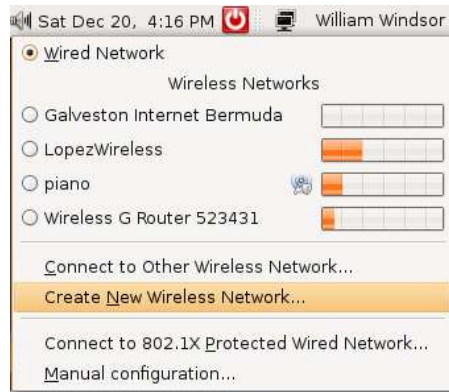 Sat Dec 20, 4:16 PM William Windsor
Wired Network
Wireless Networks
Galveston Internet Bermuda
LopezWireless
piano
Wireless G Router 523431
Connect to Other Wireless Network...
Create New Wireless Network...
Connect to 802.1X Protected Wired Network...
Manual configuration...